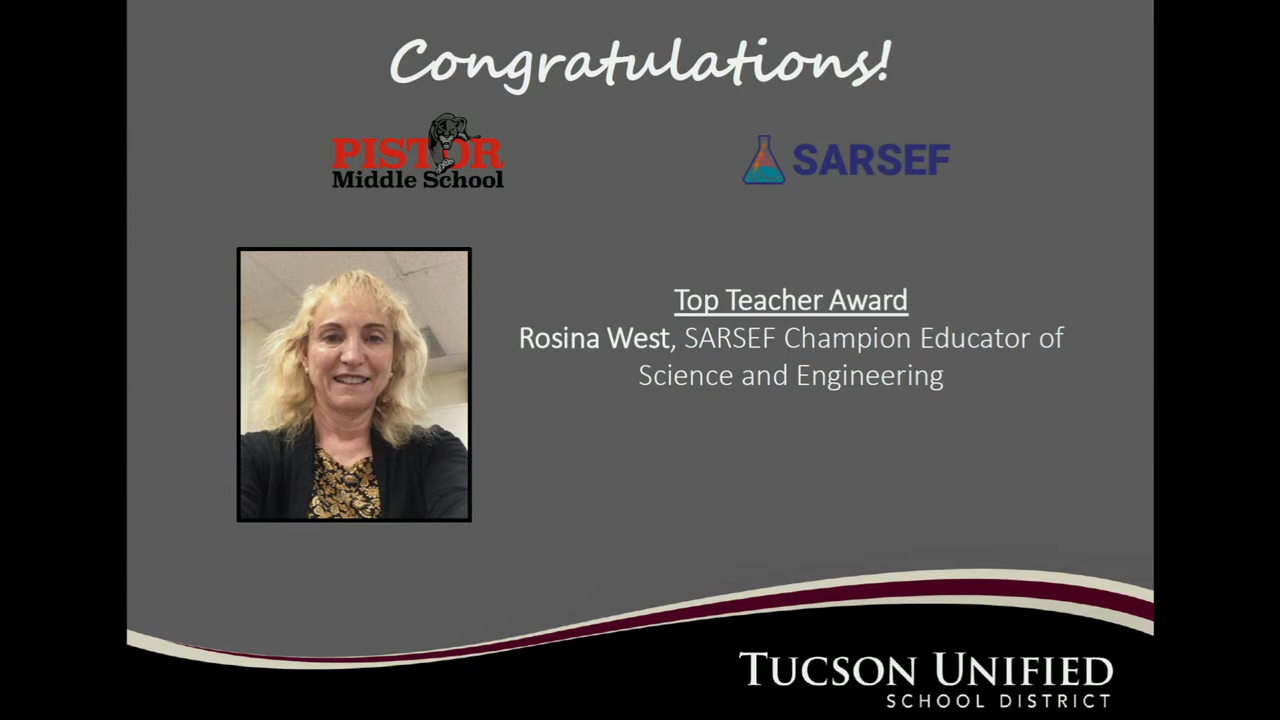 Congratulations!
PISTOR
Middle School
SARSEF
Top Teacher Award
Rosina West, SARSEF Champion Educator of
Science and Engineering
TUCSON UNIFIED
SCHOOL DISTRICT